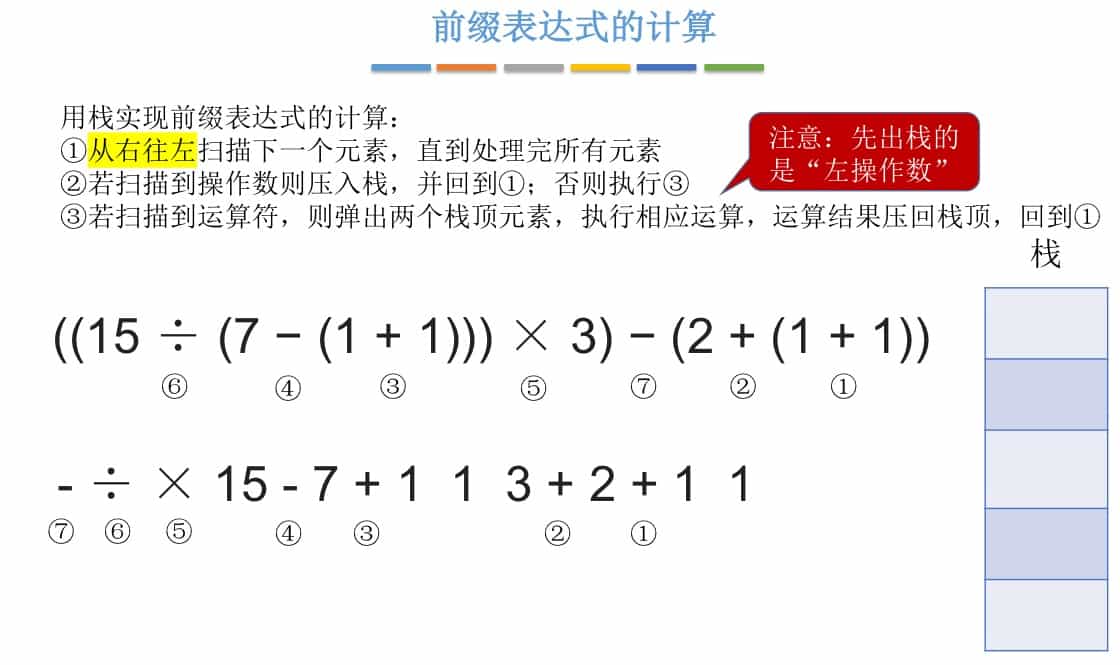 前缀表达式的计算
用栈实现前缀表达式的计算：
①从右往左扫描下一个元素，直到处理完所有元素
②若扫描到操作数则压入栈，并回到①；否则执行③
③若扫描到运算符，则弹出两个栈顶元素，执行相应运算，运算结果压回栈顶，回到①
注意：先出栈的
是“左操作数”
栈
((15 ÷ (7 − (1 + 1))) × 3) − (2 + (1 + 1))
⑥ ④ ③ ⑤ ⑦ ② ①
- ÷ × 15 - 7 + 1 1 3 + 2 + 1 1
⑦ ⑥ ⑤ ④ ③ ② ①